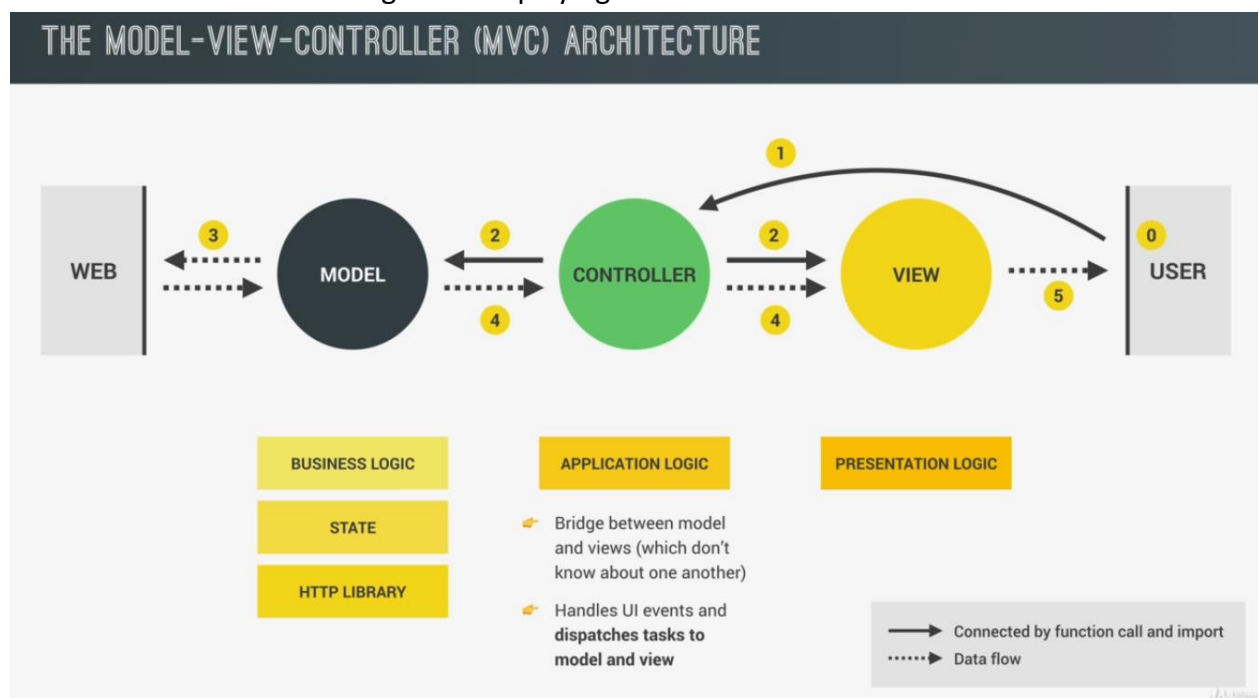 THE MODEL-VIEW-CONTROLLER (MVC) ARCHITECTURE
1
3
2
2
0
WEB
MODEL
CONTROLLER
VIEW
USER
4
4
5
BUSINESS LOGIC
APPLICATION LOGIC
PRESENTATION LOGIC
STATE
HTTP LIBRARY
Bridge between model
and views (which don’t
know about one another)
Handles UI events and
dispatches tasks to
model and view
Connected by function call and import
Data flow